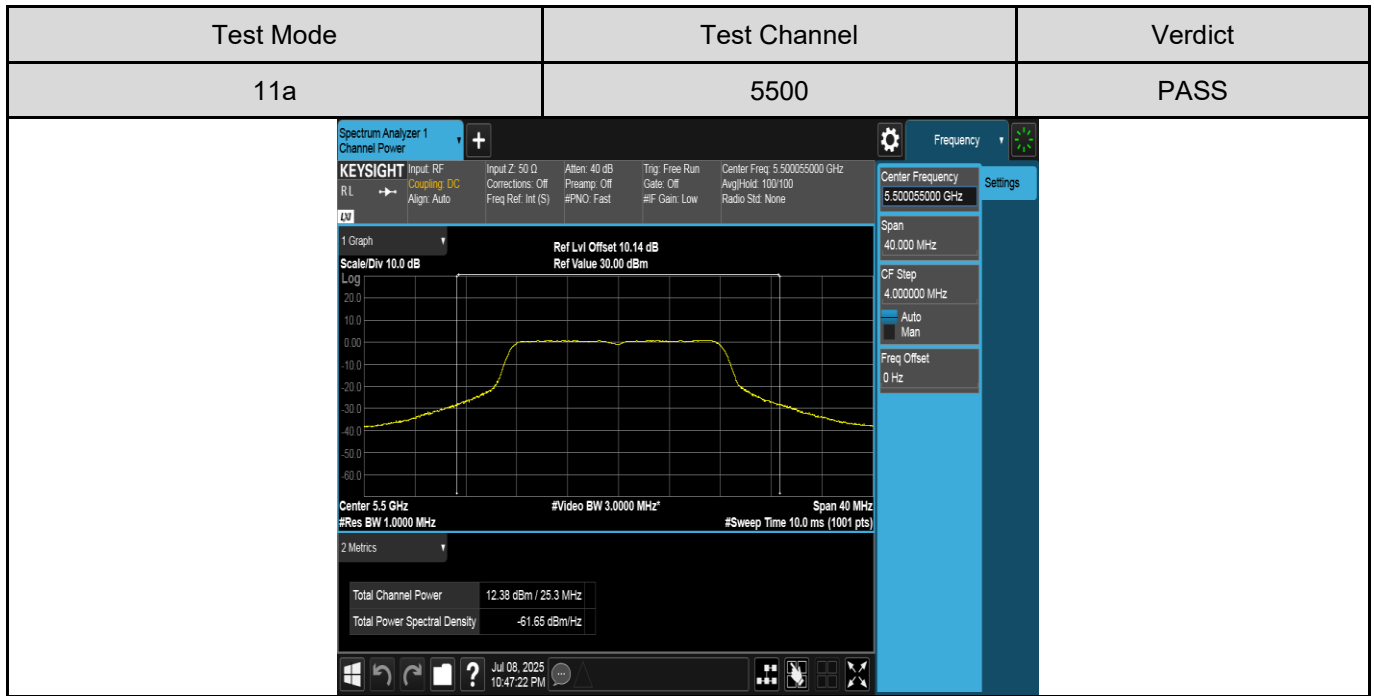 Test Mode Test Channel Verdict
11a 5500 PASS
Spectrum Analyzer 1
Channel Power
+
Frequency
KEYSIGHT Input: RF Input Z: 50 Ω Atten: 40 dB Trig: Free Run Center Freq: 5.500055000 GHz
RL Coupling: DC Corrections: Off Preamp: Off Gate: Off Avg|Hold: 100/100
Align: Auto Freq Ref: Int (S) #PNO: Fast #IF Gain: Low Radio Std: None
LXI
Center Frequency
5.500055000 GHz
Settings
Span
40.000 MHz
CF Step
4.000000 MHz
Auto
Man
Freq Offset
0 Hz
1 Graph
Ref Lvl Offset 10.14 dB
Scale/Div 10.0 dB Ref Value 30.00 dBm
Log
20.0
10.0
0.00
-10.0
-20.0
-30.0
-40.0
-50.0
-60.0
Center 5.5 GHz #Video BW 3.0000 MHz* Span 40 MHz
#Res BW 1.0000 MHz #Sweep Time 10.0 ms (1001 pts)
2 Metrics
Total Channel Power 12.38 dBm / 25.3 MHz
Total Power Spectral Density -61.65 dBm/Hz
?
Jul 08, 2025
10:47:22 PM